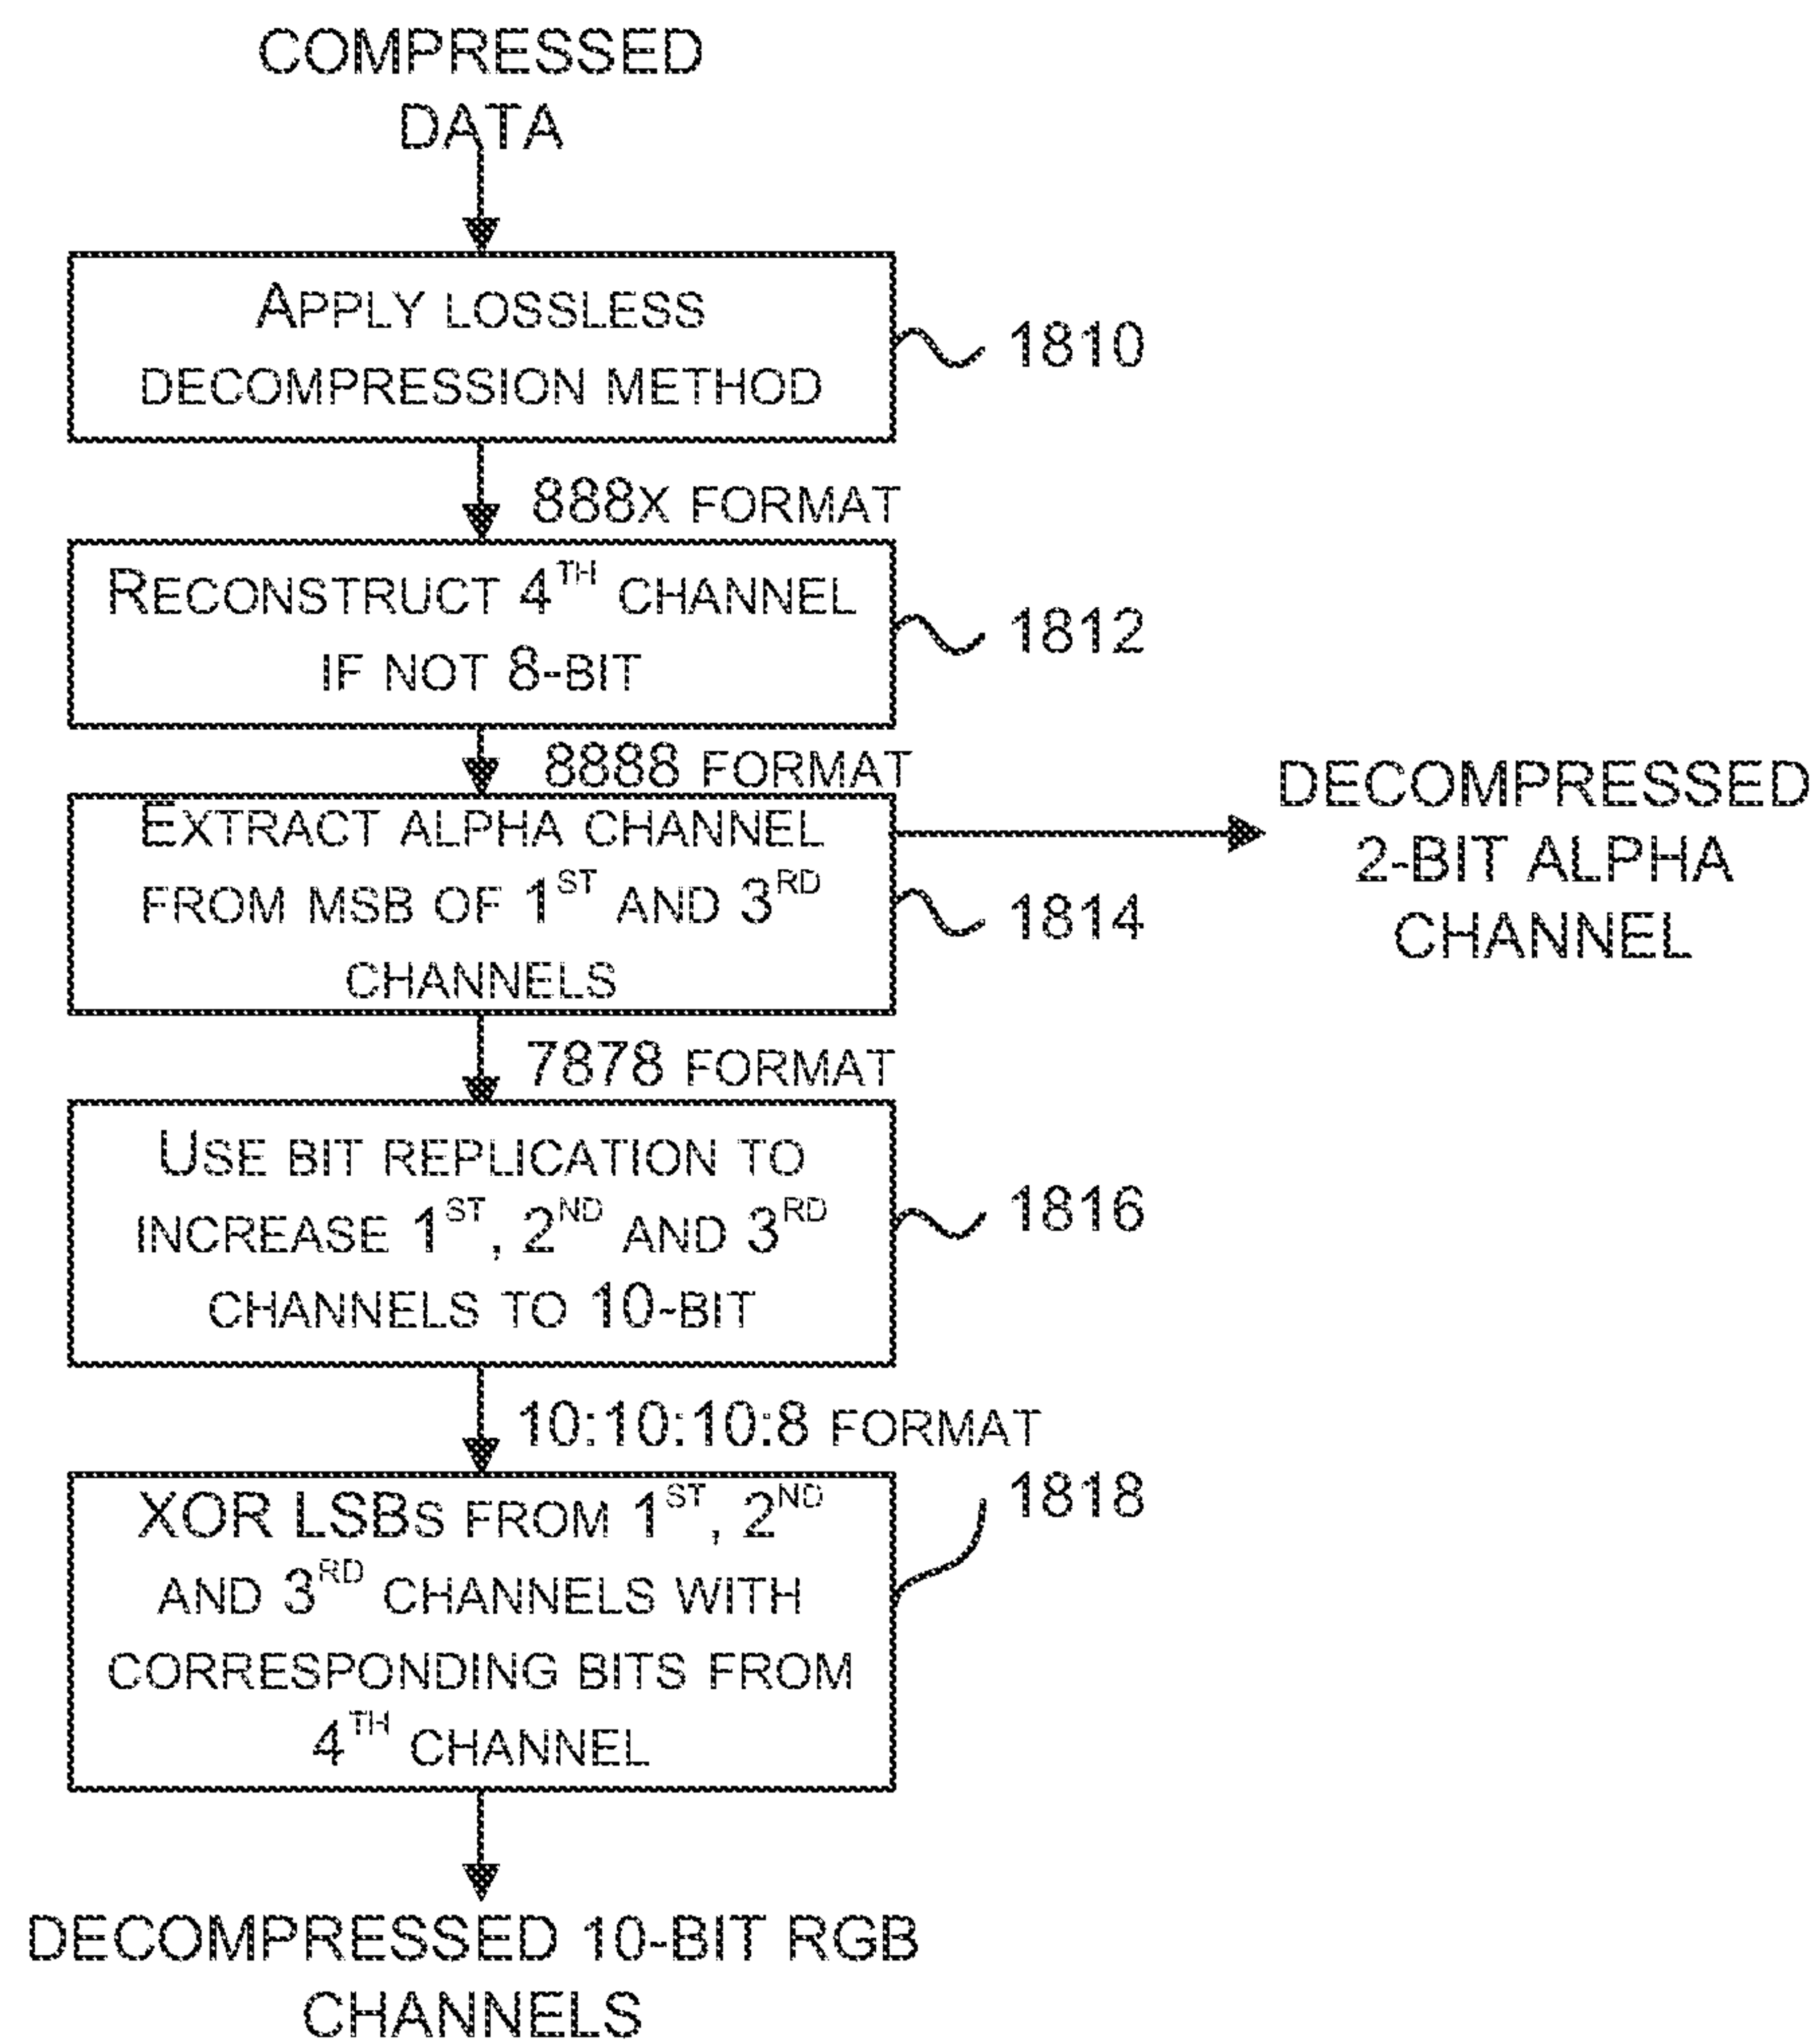 COMPRESSED
DATA
APPLY LOSSLESS
DECOMPRESSION METHOD
1810
888X FORMAT
RECONSTRUCT 4TH CHANNEL
IF NOT 8-BIT
1812
8888 FORMAT
EXTRACT ALPHA CHANNEL
FROM MSB OF 1ST AND 3RD
CHANNELS
1814
DECOMPRESSED
2-BIT ALPHA
CHANNEL
7878 FORMAT
USE BIT REPLICATION TO
INCREASE 1ST, 2ND AND 3RD
CHANNELS TO 10-BIT
1816
10:10:10:8 FORMAT
XOR LSBS FROM 1ST, 2ND
AND 3RD CHANNELS WITH
CORRESPONDING BITS FROM
4TH CHANNEL
1818
DECOMPRESSED 10-BIT RGB
CHANNELS